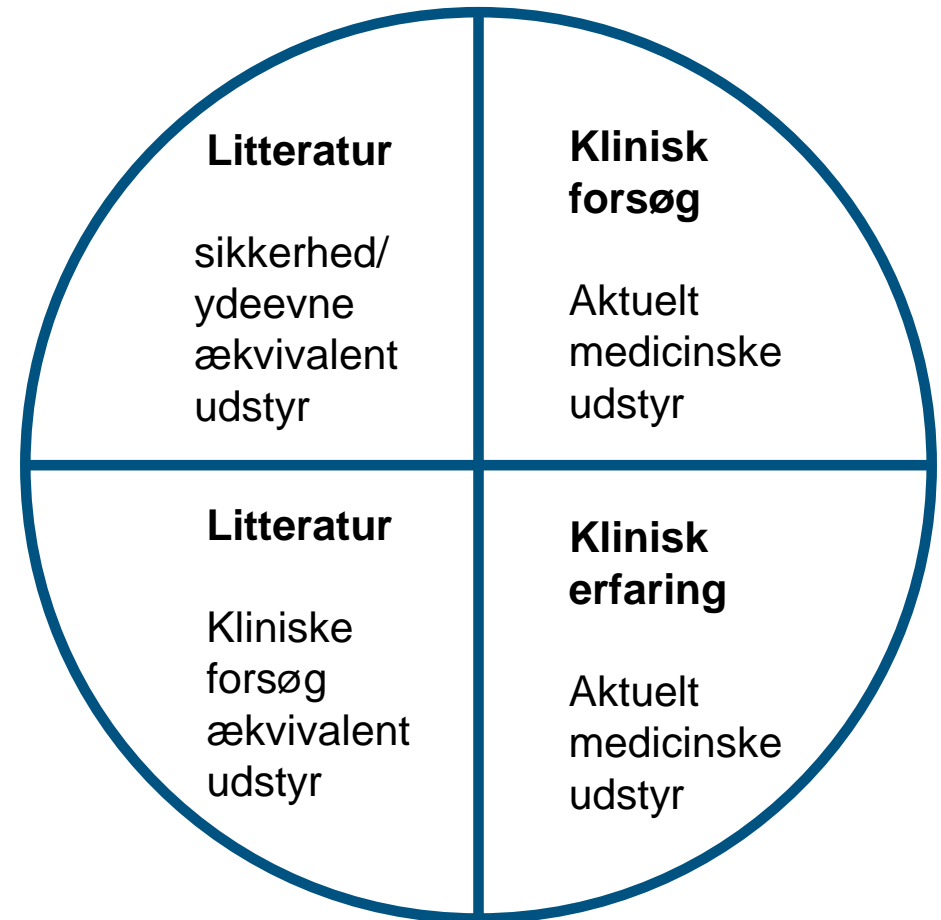 Litteratur
sikkerhed/
ydeevne
ækvivalent
udstyr
Klinisk
forsøg
Aktuelt
medicinske
udstyr
Litteratur
Kliniske
forsøg
ækvivalent
udstyr
Klinisk
erfaring
Aktuelt
medicinske
udstyr